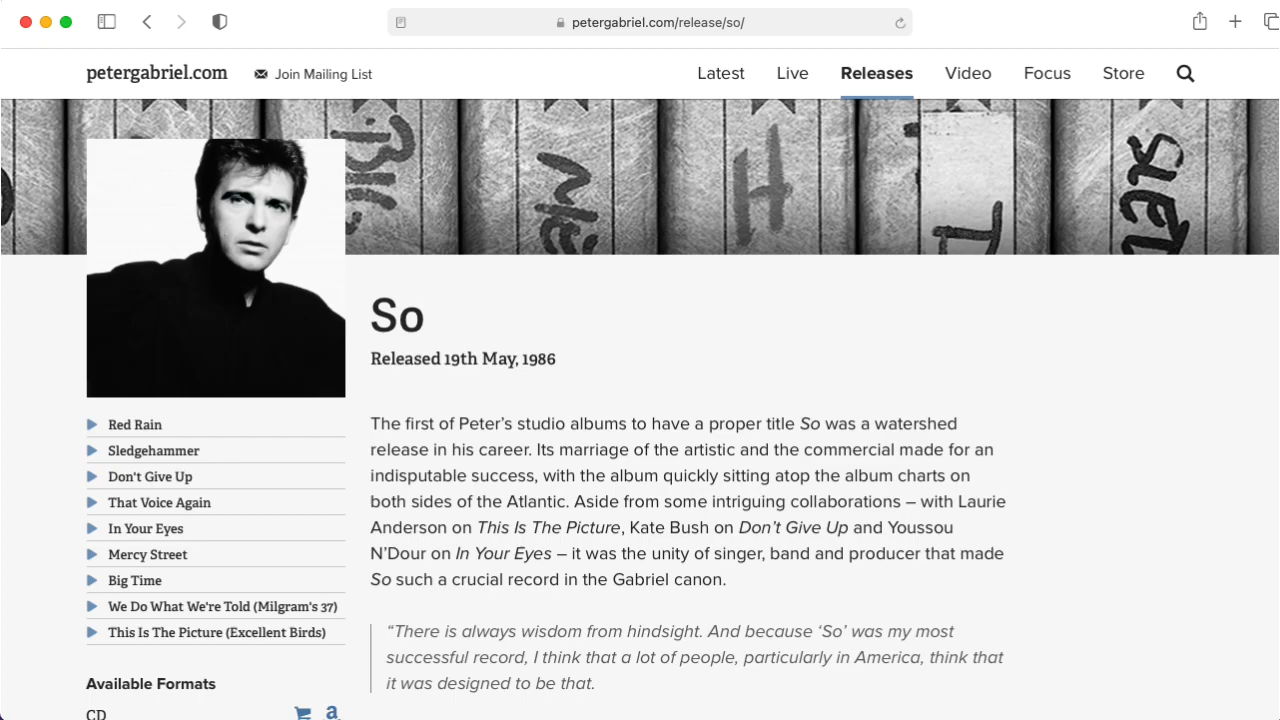 petergabriel.com/release/so/
petergabriel.com
Join Mailing List
Latest
Live
Releases
Video
Focus
Store
So
Released 19th May, 1986
Red Rain
Sledgehammer
Don't Give Up
That Voice Again
In Your Eyes
Mercy Street
Big Time
We Do What We're Told (Milgram's 37)
This Is The Picture (Excellent Birds)
Available Formats
CD
The first of Peter’s studio albums to have a proper title So was a watershed
release in his career. Its marriage of the artistic and the commercial made for an
indisputable success, with the album quickly sitting atop the album charts on
both sides of the Atlantic. Aside from some intriguing collaborations – with Laurie
Anderson on This Is The Picture, Kate Bush on Don’t Give Up and Youssou
N’Dour on In Your Eyes – it was the unity of singer, band and producer that made
So such a crucial record in the Gabriel canon.
“There is always wisdom from hindsight. And because ‘So’ was my most
successful record, I think that a lot of people, particularly in America, think that
it was designed to be that.